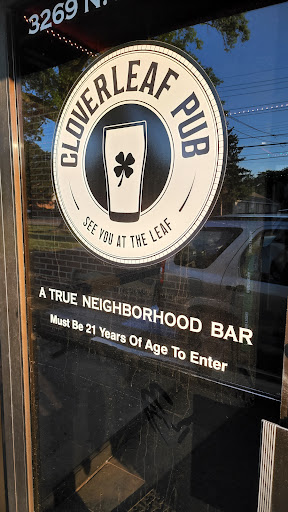 3269 N.
CLOVERLEAF PUB
SEE YOU AT THE LEAF
A TRUE NEIGHBORHOOD BAR
Must Be 21 Years Of Age To Enter